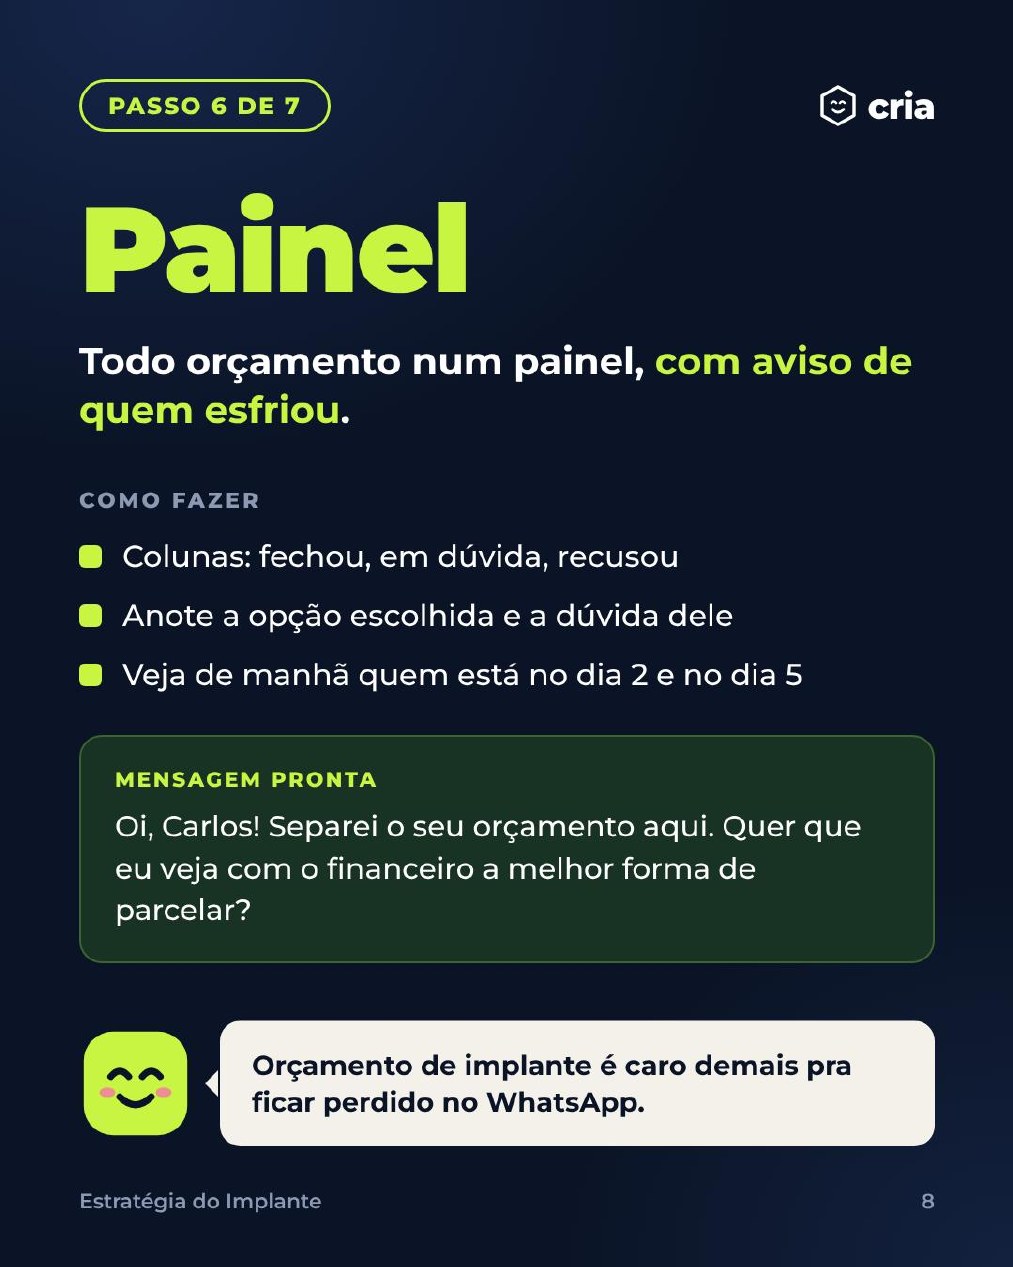 PASSO 6 DE 7
cria
Painel
Todo orçamento num painel, com aviso de
quem esfriou.
COMO FAZER
Colunas: fechou, em dúvida, recusou
Anote a opção escolhida e a dúvida dele
Veja de manhã quem está no dia 2 e no dia 5
MENSAGEM PRONTA
Oi, Carlos! Separei o seu orçamento aqui. Quer que
eu veja com o financeiro a melhor forma de
parcelar?
Orçamento de implante é caro demais pra
ficar perdido no WhatsApp.
Estratégia do Implante
8